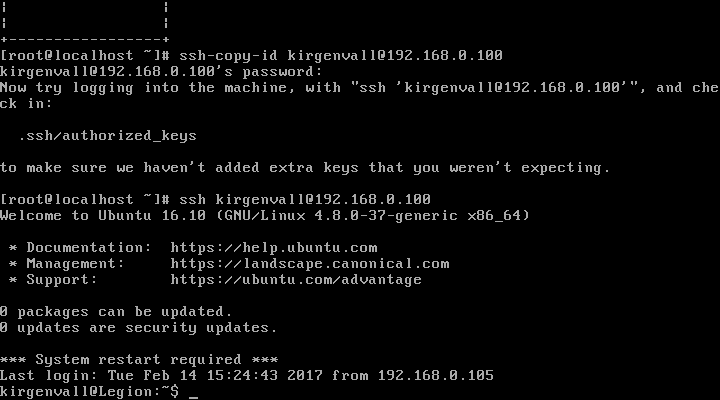 ¦                 ¦
¦                 ¦
+-----------------+
[root@localhost ~]# ssh-copy-id kirgenvall@192.168.0.100
kirgenvall@192.168.0.100's password:
Now try logging into the machine, with "ssh 'kirgenvall@192.168.0.100'", and che
ck in:

  .ssh/authorized_keys

to make sure we haven't added extra keys that you weren't expecting.

[root@localhost ~]# ssh kirgenvall@192.168.0.100
Welcome to Ubuntu 16.10 (GNU/Linux 4.8.0-37-generic x86_64)

 * Documentation:  https://help.ubuntu.com
 * Management:     https://landscape.canonical.com
 * Support:        https://ubuntu.com/advantage

0 packages can be updated.
0 updates are security updates.

*** System restart required ***
Last login: Tue Feb 14 15:24:43 2017 from 192.168.0.105
kirgenvall@Legion:~$ _